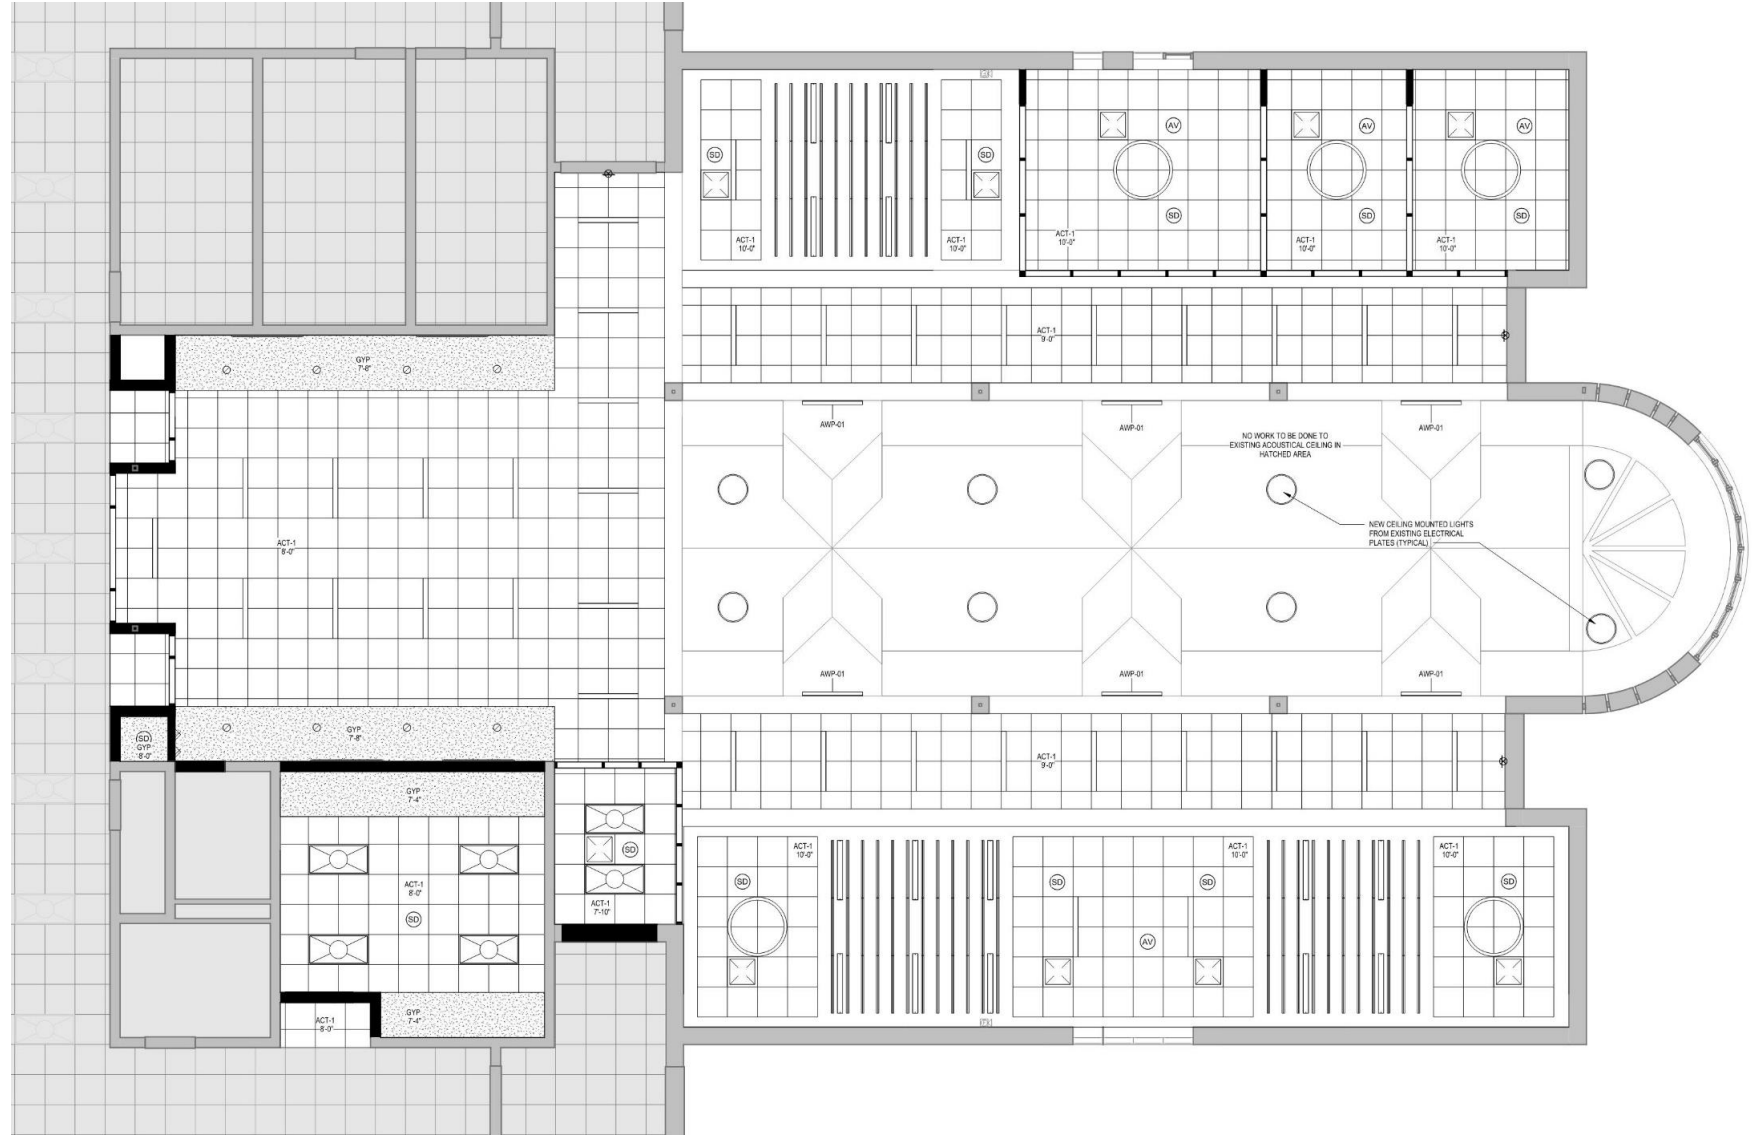 SD
SD
AV
AV
AV
SD
SD
SD
ACT-1
10'-0"
ACT-1
10'-0"
ACT-1
10'-0"
ACT-1
10'-0"
ACT-1
10'-0"
ACT-1
9'-0"
GYP
7'-8"
AWP-01
AWP-01
AWP-01
NO WORK TO BE DONE TO
EXISTING ACOUSTICAL CEILING IN
HATCHED AREA
NEW CEILING MOUNTED LIGHTS
FROM EXISTING ELECTRICAL
PLATES (TYPICAL)
ACT-1
8'-0"
AWP-01
AWP-01
AWP-01
SD
GYP
8'-0"
GYP
7'-8"
ACT-1
9'-0"
GYP
7'-4"
ACT-1
8'-0"
SD
SD
ACT-1
7'-10"
ACT-1
10'-0"
ACT-1
10'-0"
ACT-1
10'-0"
SD
SD
SD
SD
AV
GYP
7'-4"
ACT-1
8'-0"